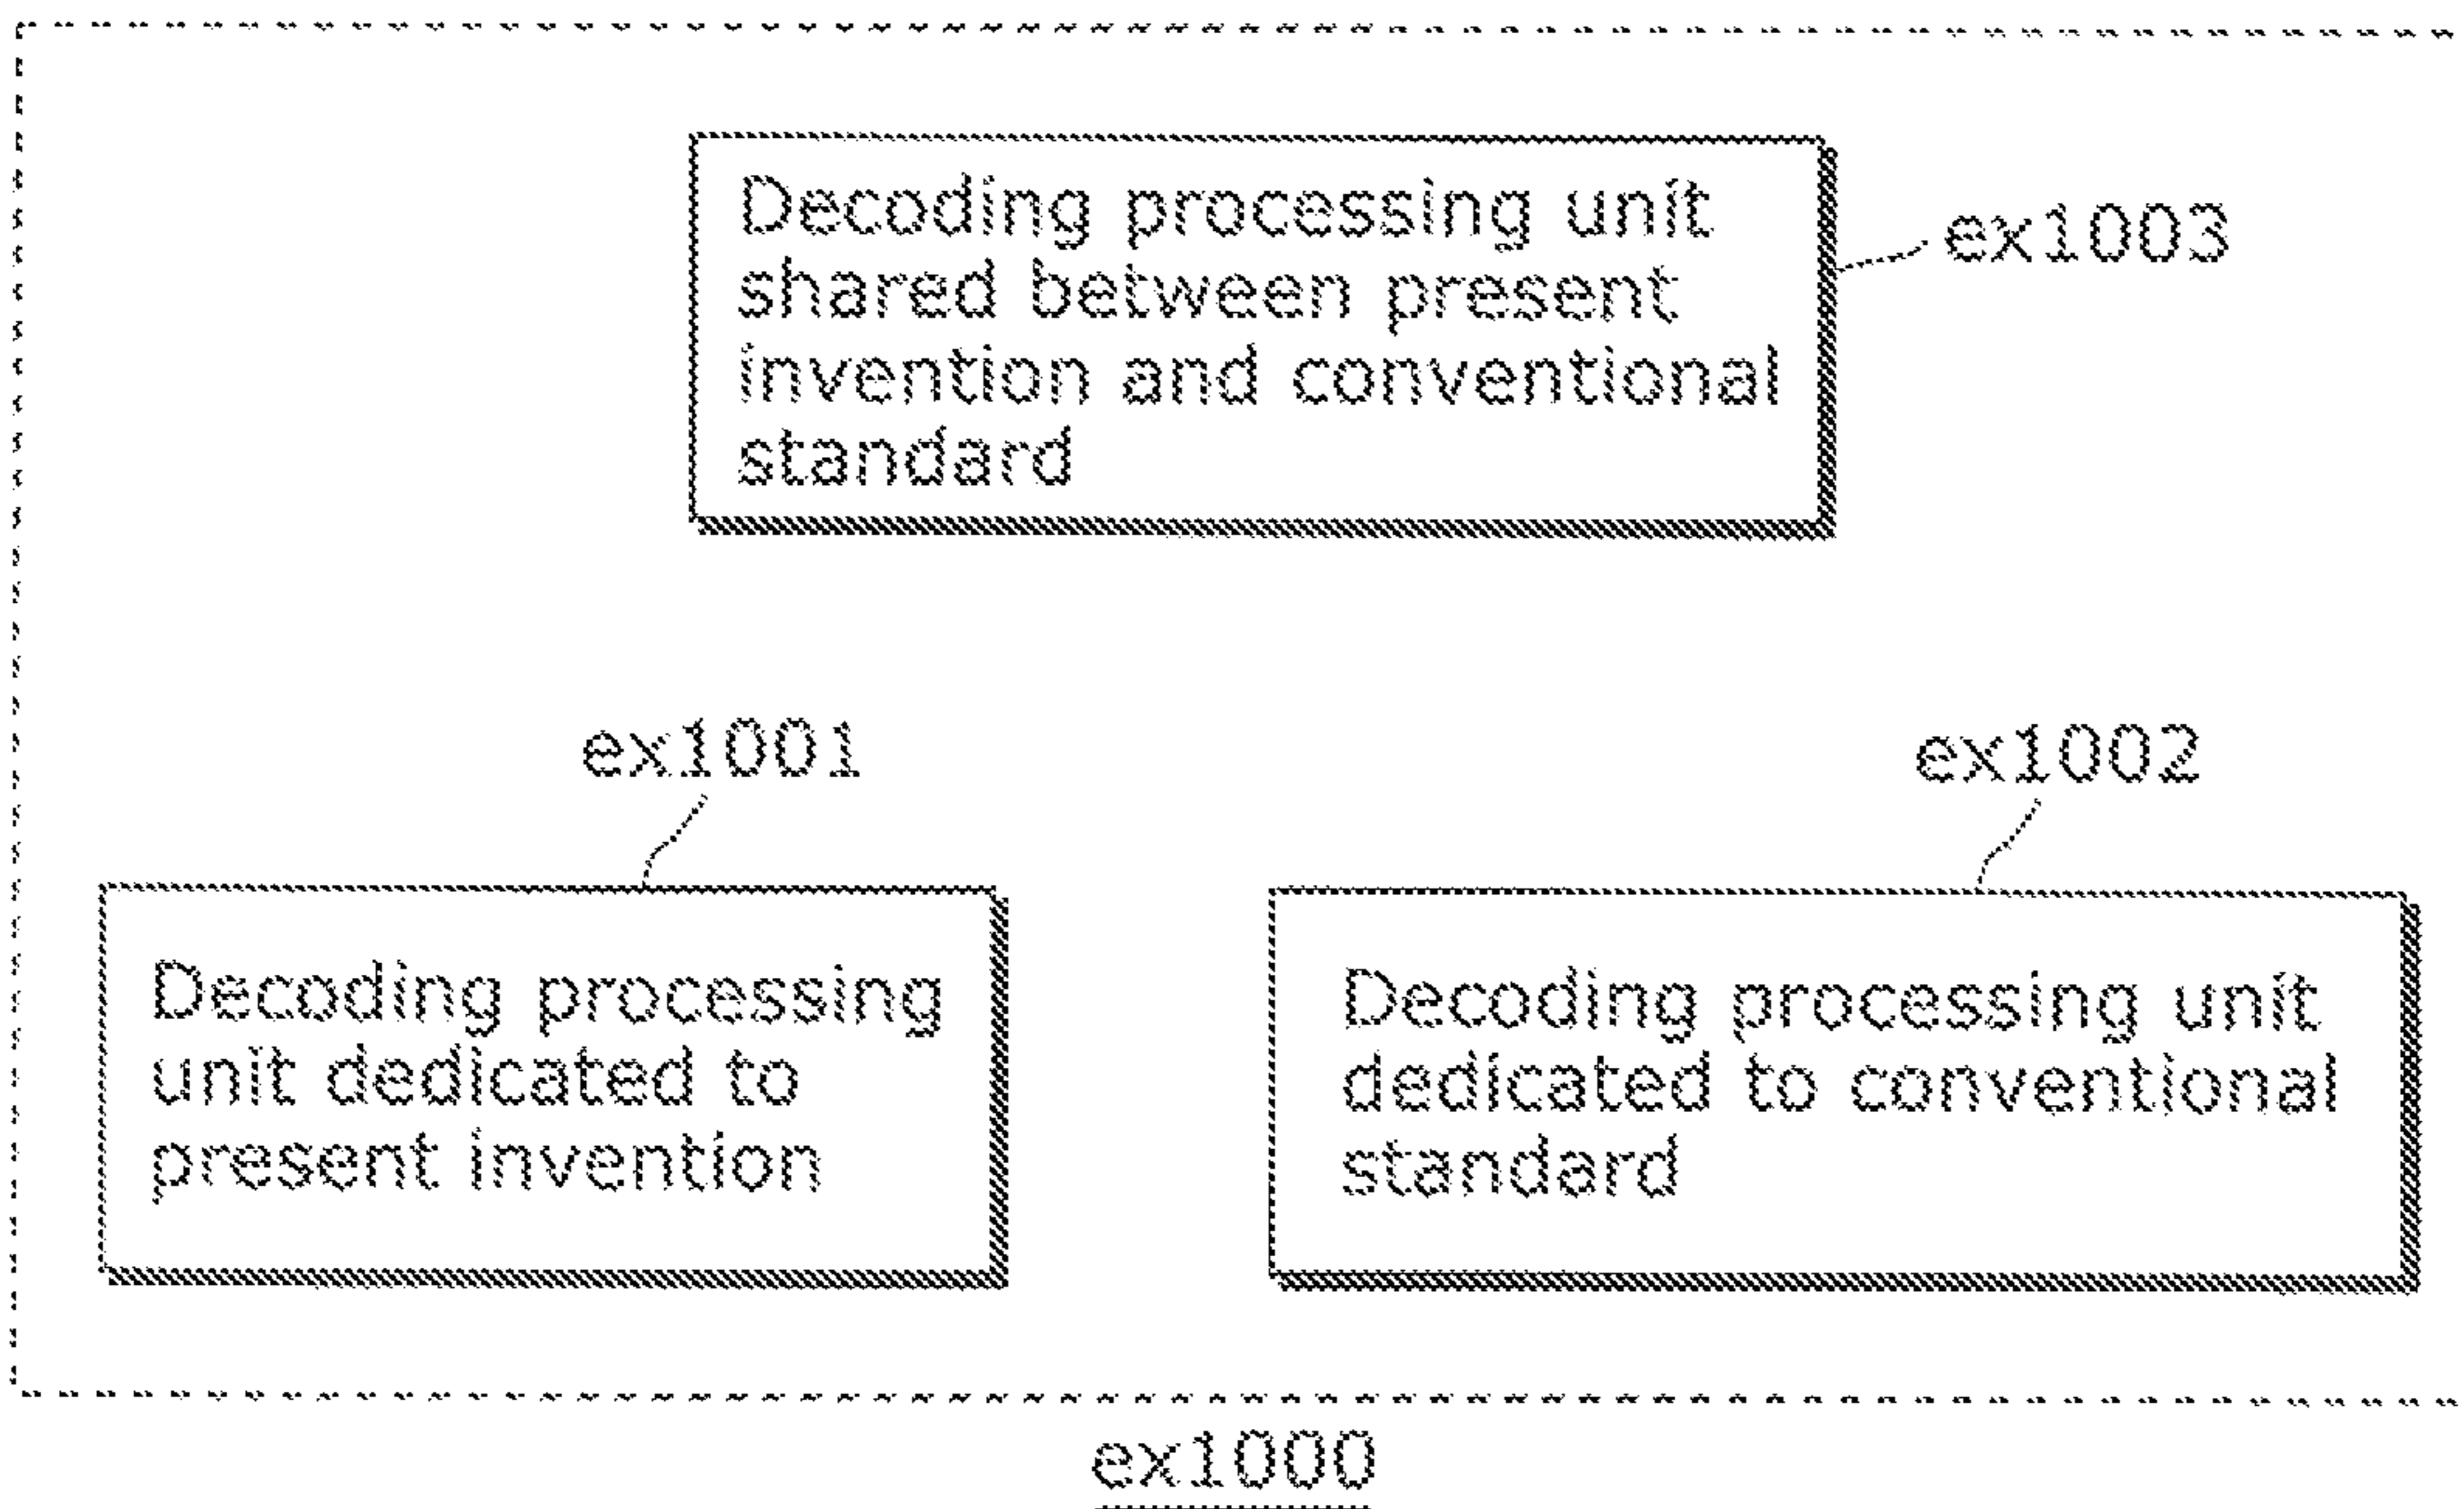 Decoding processing unit
shared between present
invention and conventional
standard
ex1003
ex1001
ex1002
Decoding processing
unit dedicated to
present invention
Decoding processing unit
dedicated to conventional
standard
ex1000